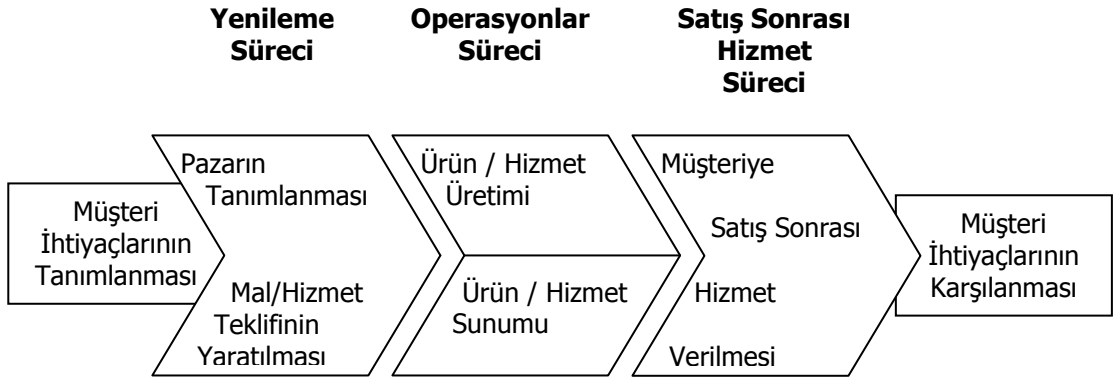 Yenileme
Süreci
Operasyonlar
Süreci
Satış Sonrası
Hizmet
Süreci
Müşteri
İhtiyaçlarının
Tanımlanması
Pazarın
Tanımlanması
Mal/Hizmet
Teklifinin
Yaratılması
Ürün / Hizmet
Üretimi
Ürün / Hizmet
Sunumu
Müşteriye
Satış Sonrası
Hizmet
Verilmesi
Müşteri
İhtiyaçlarının
Karşılanması